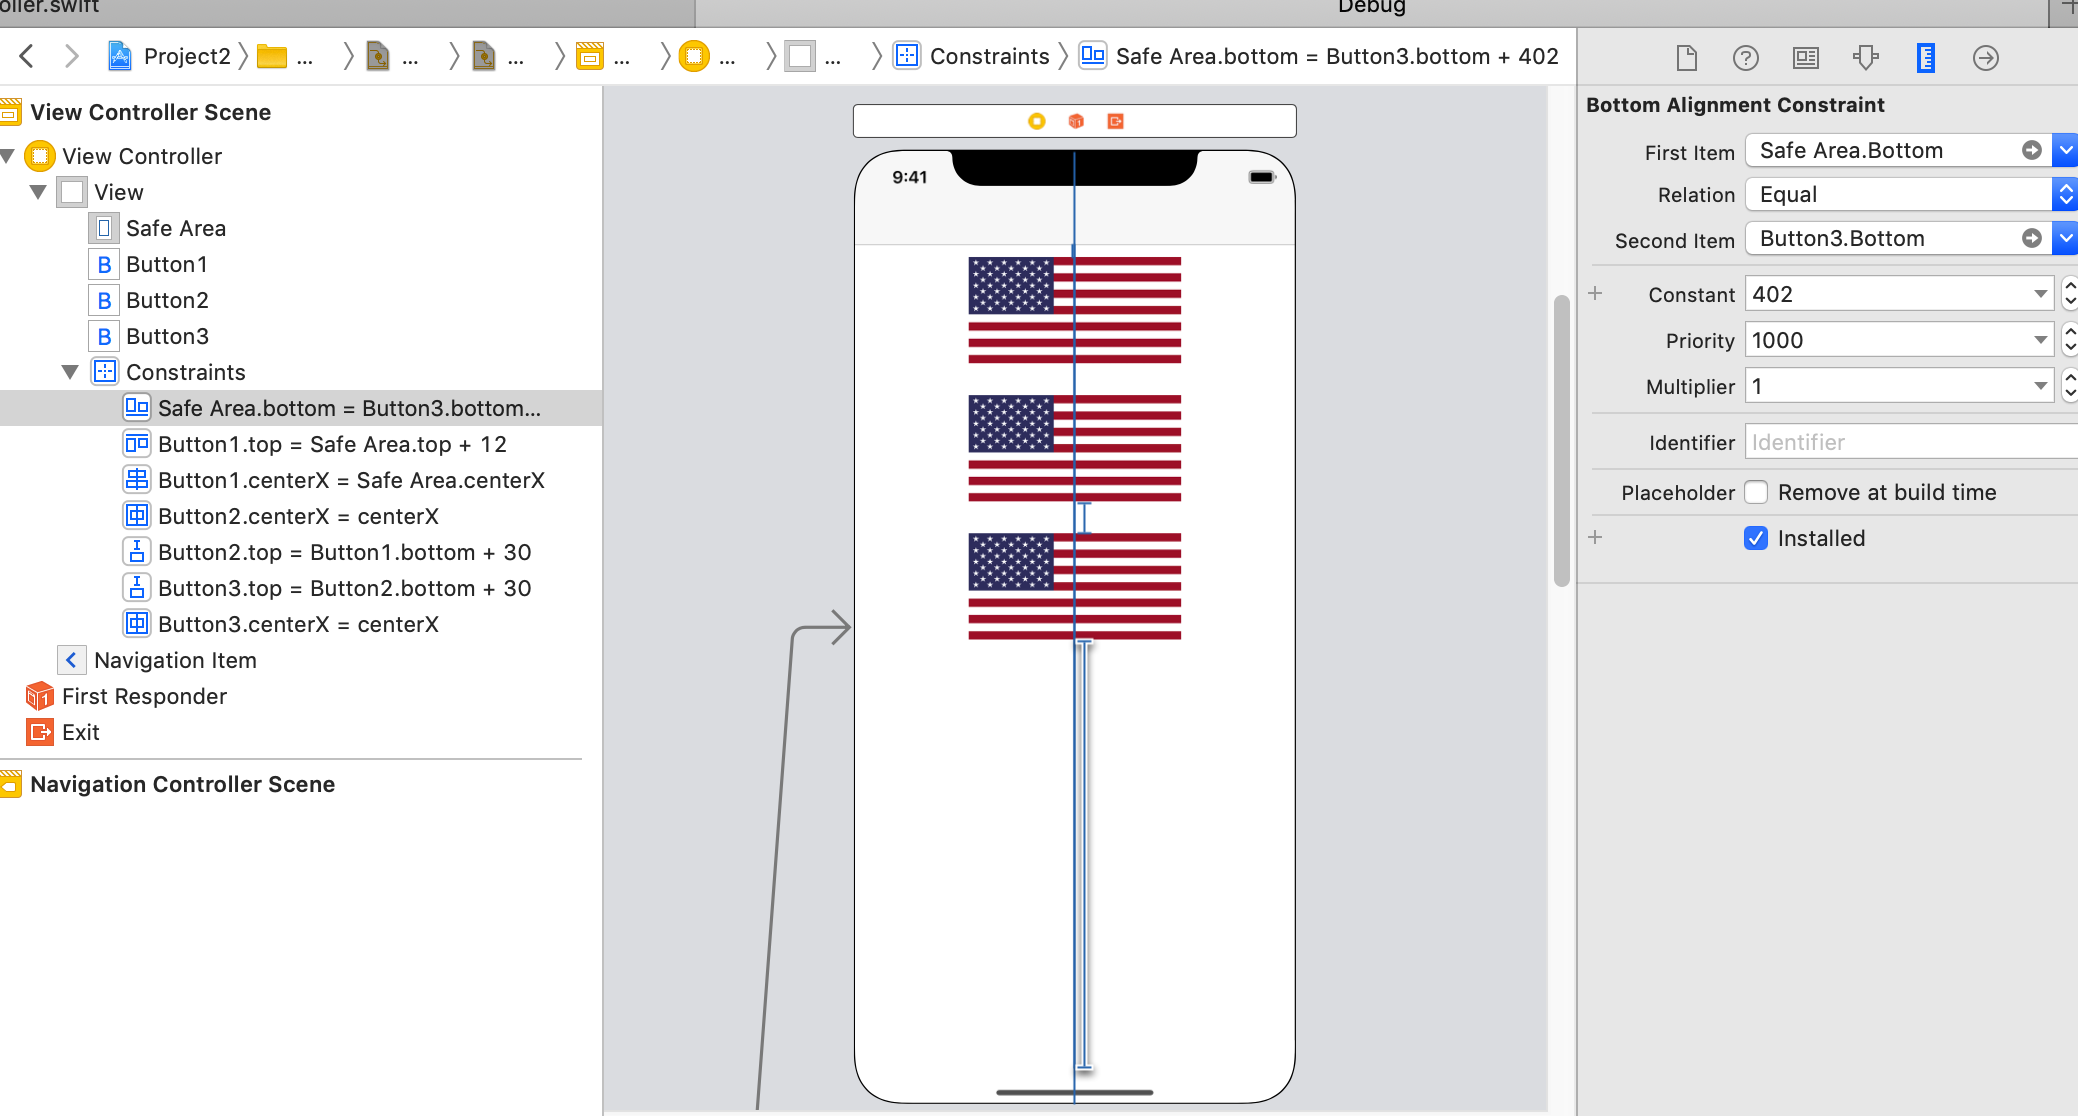 oller.swift
Debug
Project2
...
...
...
...
...
...
Constraints
Safe Area.bottom = Button3.bottom + 402
View Controller Scene
View Controller
View
Safe Area
B Button1
B Button2
B Button3
Constraints
Safe Area.bottom = Button3.bottom...
Button1.top = Safe Area.top + 12
Button1.centerX = Safe Area.centerX
Button2.centerX = centerX
Button2.top = Button1.bottom + 30
Button3.top = Button2.bottom + 30
Button3.centerX = centerX
Navigation Item
First Responder
Exit
Navigation Controller Scene
9:41
Bottom Alignment Constraint
First Item Safe Area.Bottom
Relation Equal
Second Item Button3.Bottom
Constant 402
Priority 1000
Multiplier 1
Identifier Identifier
Placeholder Remove at build time
Installed